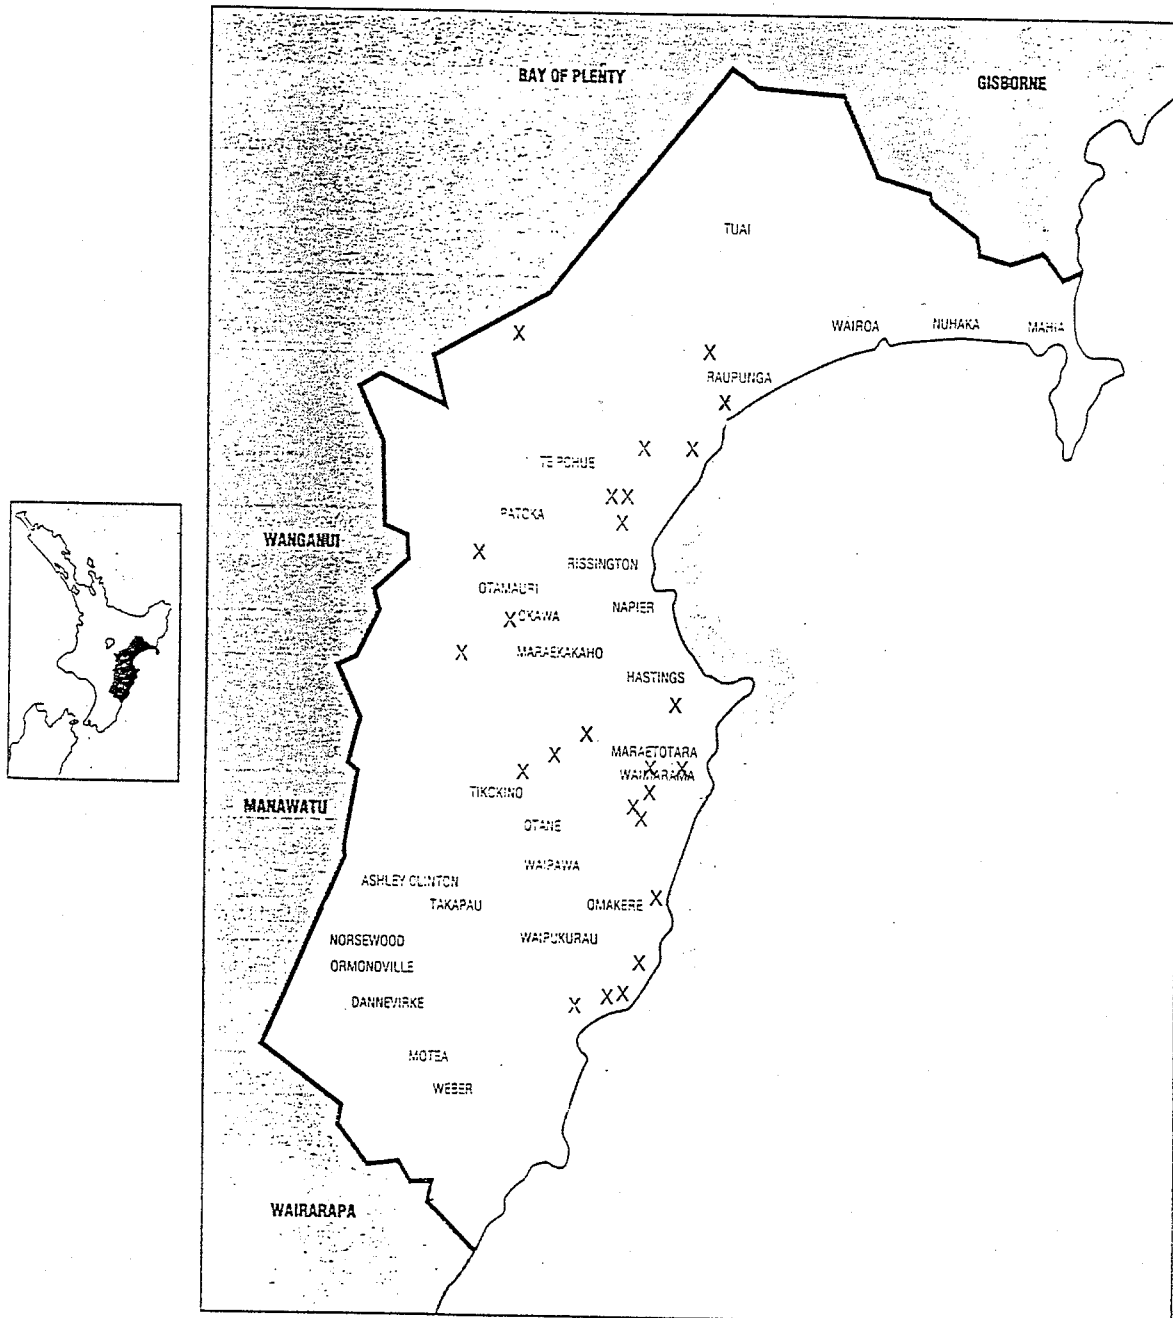 BAY OF PLENTY
GISBORNE
TUAI
WAIROA NUHAKA MAHIA
X
X
RAUPUNGA
X
X X
TE POHUE
X X
PATOKA
X
WANGANUI
X
RISSINGTON
OTAMAURI
NAPIER
X OKAWA
X
MARAEKAKAHO
HASTINGS
X
X
X
MARAETOTARA
X
X X
WAIMARAMA
TIKOKINO
X
MANAWATU
X
X
OTANE
WAIPAWA
ASHLEY CLINTON
X
TAKAPAU
OMAKERE
NORSEWOOD
WAIPUKURAU
X
ORMONDVILLE
X X X
DANNEVIRKE
MOTEA
WEBER
WAIRARAPA